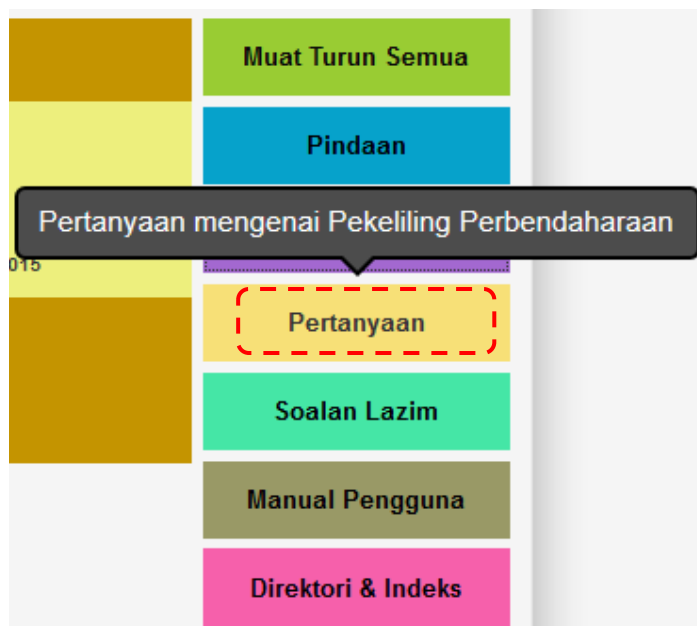 Muat Turun Semua
Pindaan
Pertanyaan mengenai Pekeliling Perbendaharaan
015
Pertanyaan
Soalan Lazim
Manual Pengguna
Direktori & Indeks